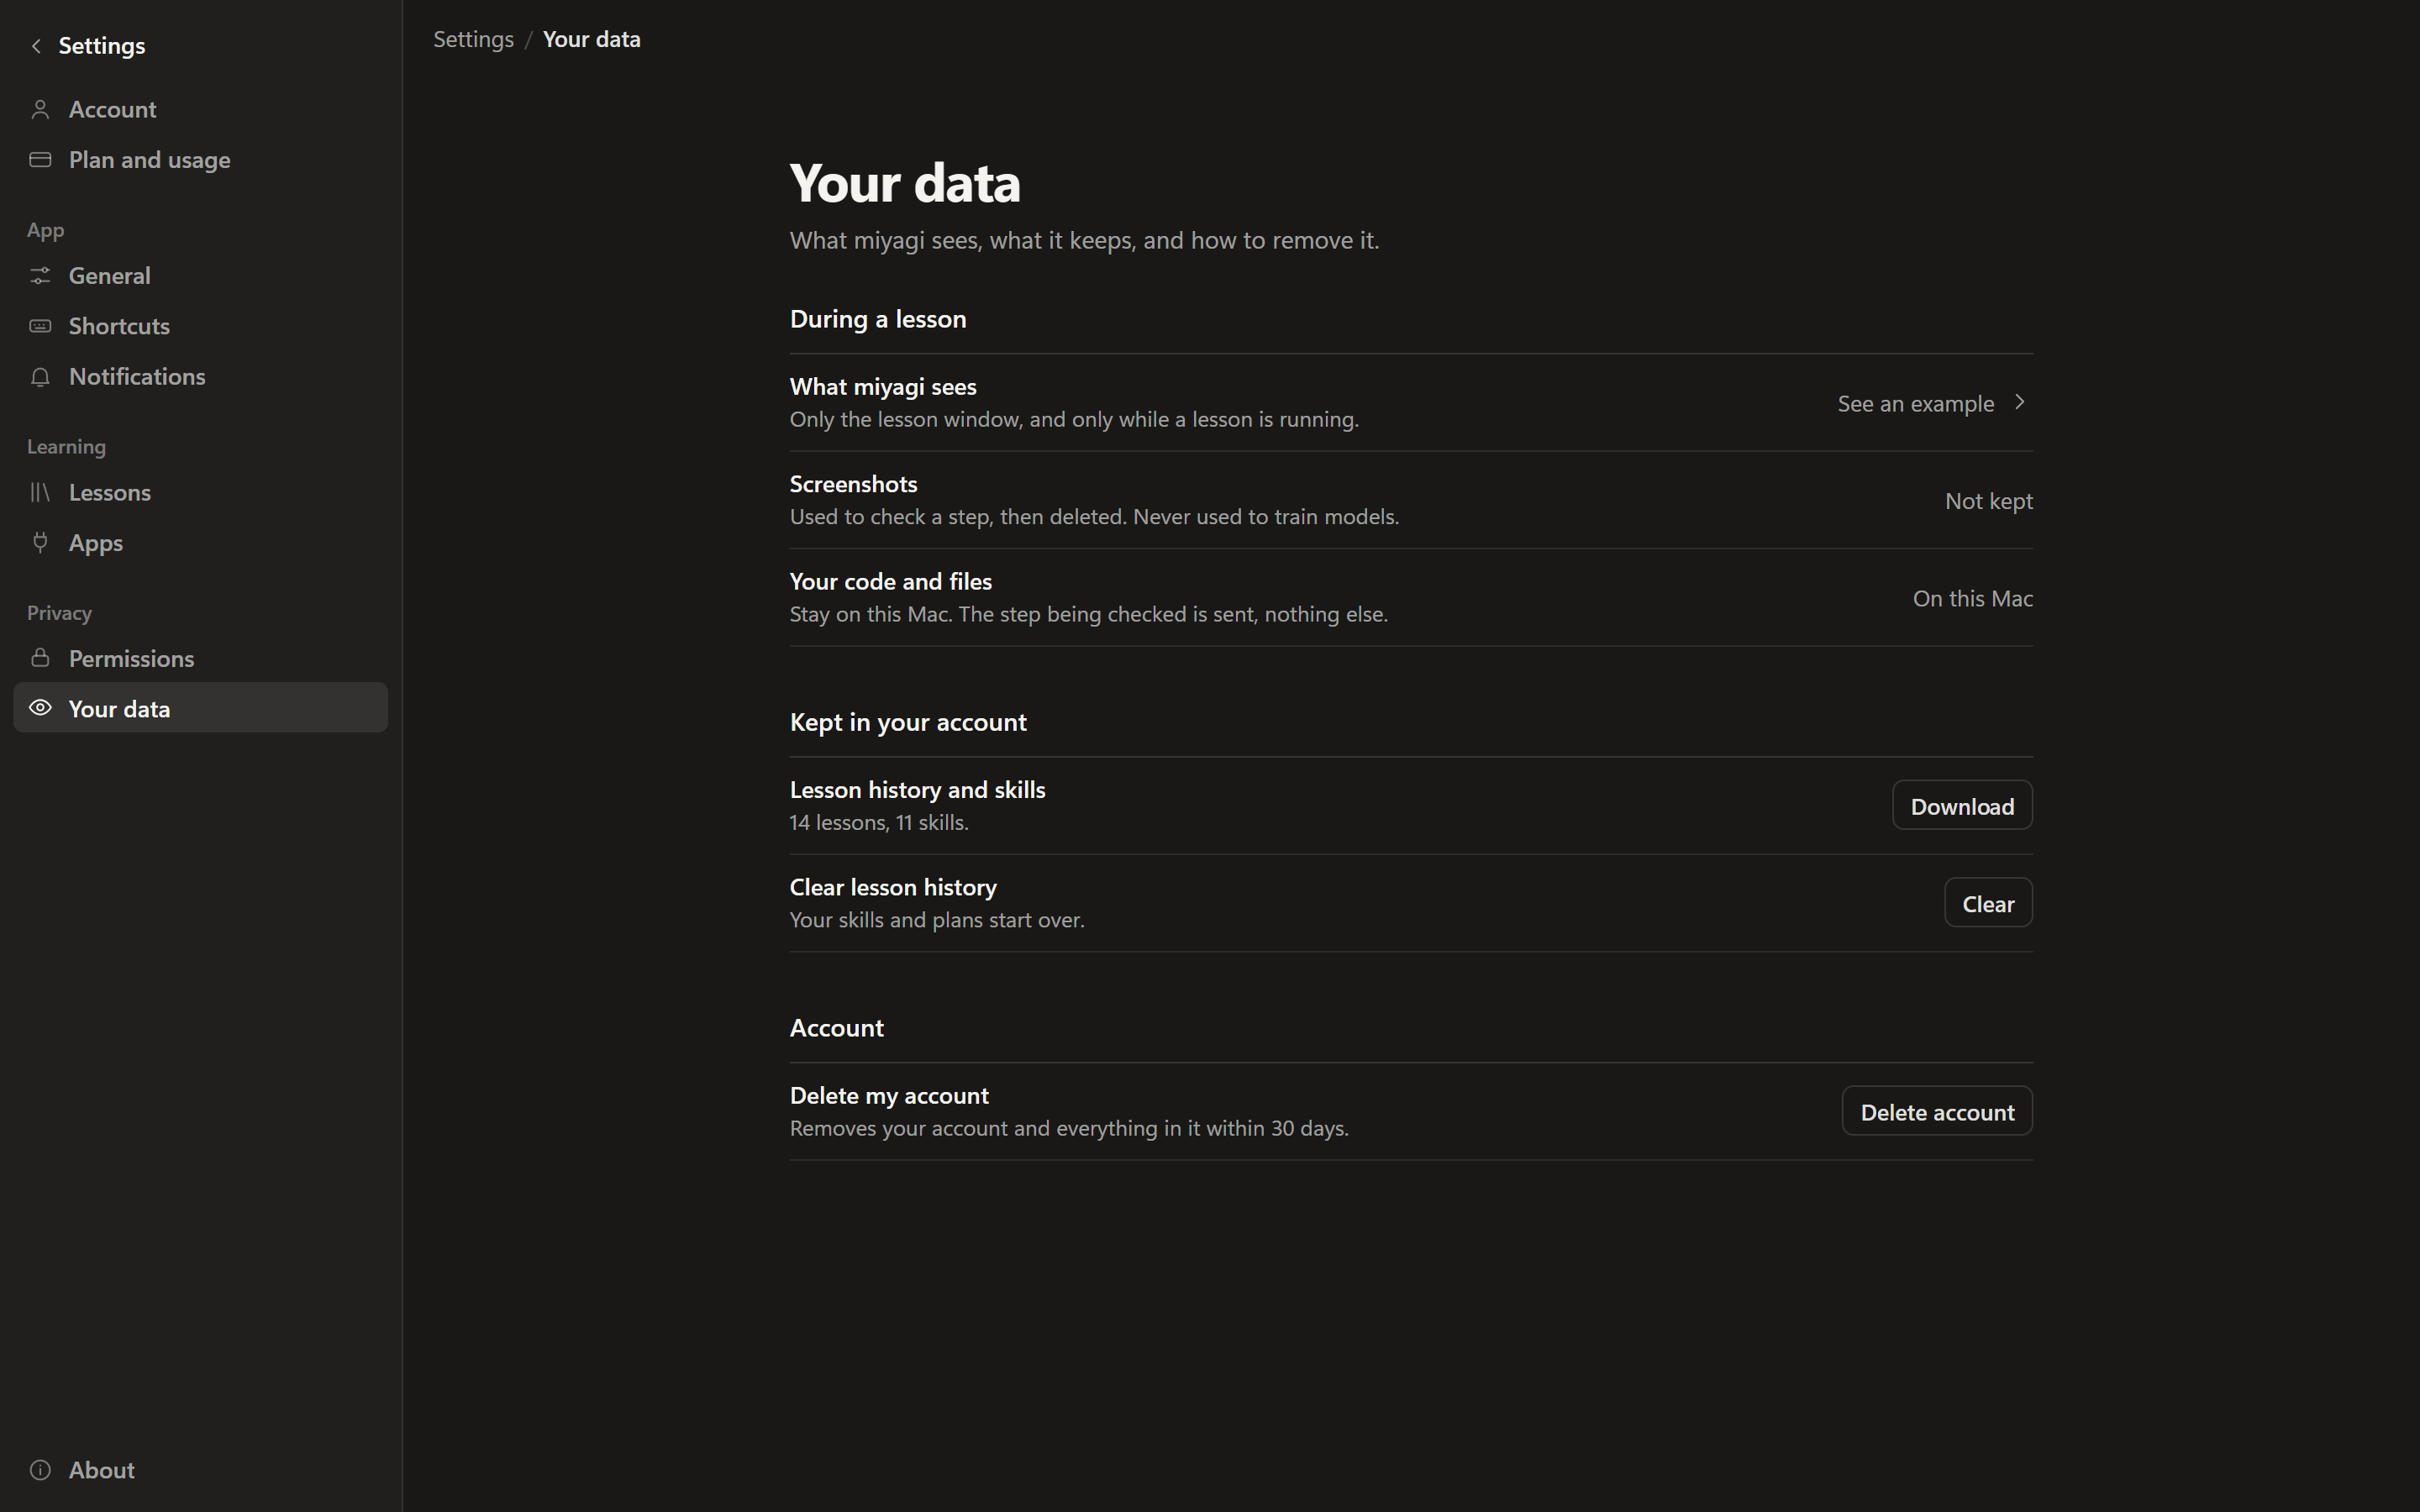 Settings
Account
Plan and usage
App
General
Shortcuts
Notifications
Learning
Lessons
Apps
Privacy
Permissions
Your data
About
Settings / Your data
Your data
What miyagi sees, what it keeps, and how to remove it.
During a lesson
What miyagi sees
Only the lesson window, and only while a lesson is running.
See an example
Screenshots
Used to check a step, then deleted. Never used to train models.
Not kept
Your code and files
Stay on this Mac. The step being checked is sent, nothing else.
On this Mac
Kept in your account
Lesson history and skills
14 lessons, 11 skills.
Download
Clear lesson history
Your skills and plans start over.
Clear
Account
Delete my account
Removes your account and everything in it within 30 days.
Delete account